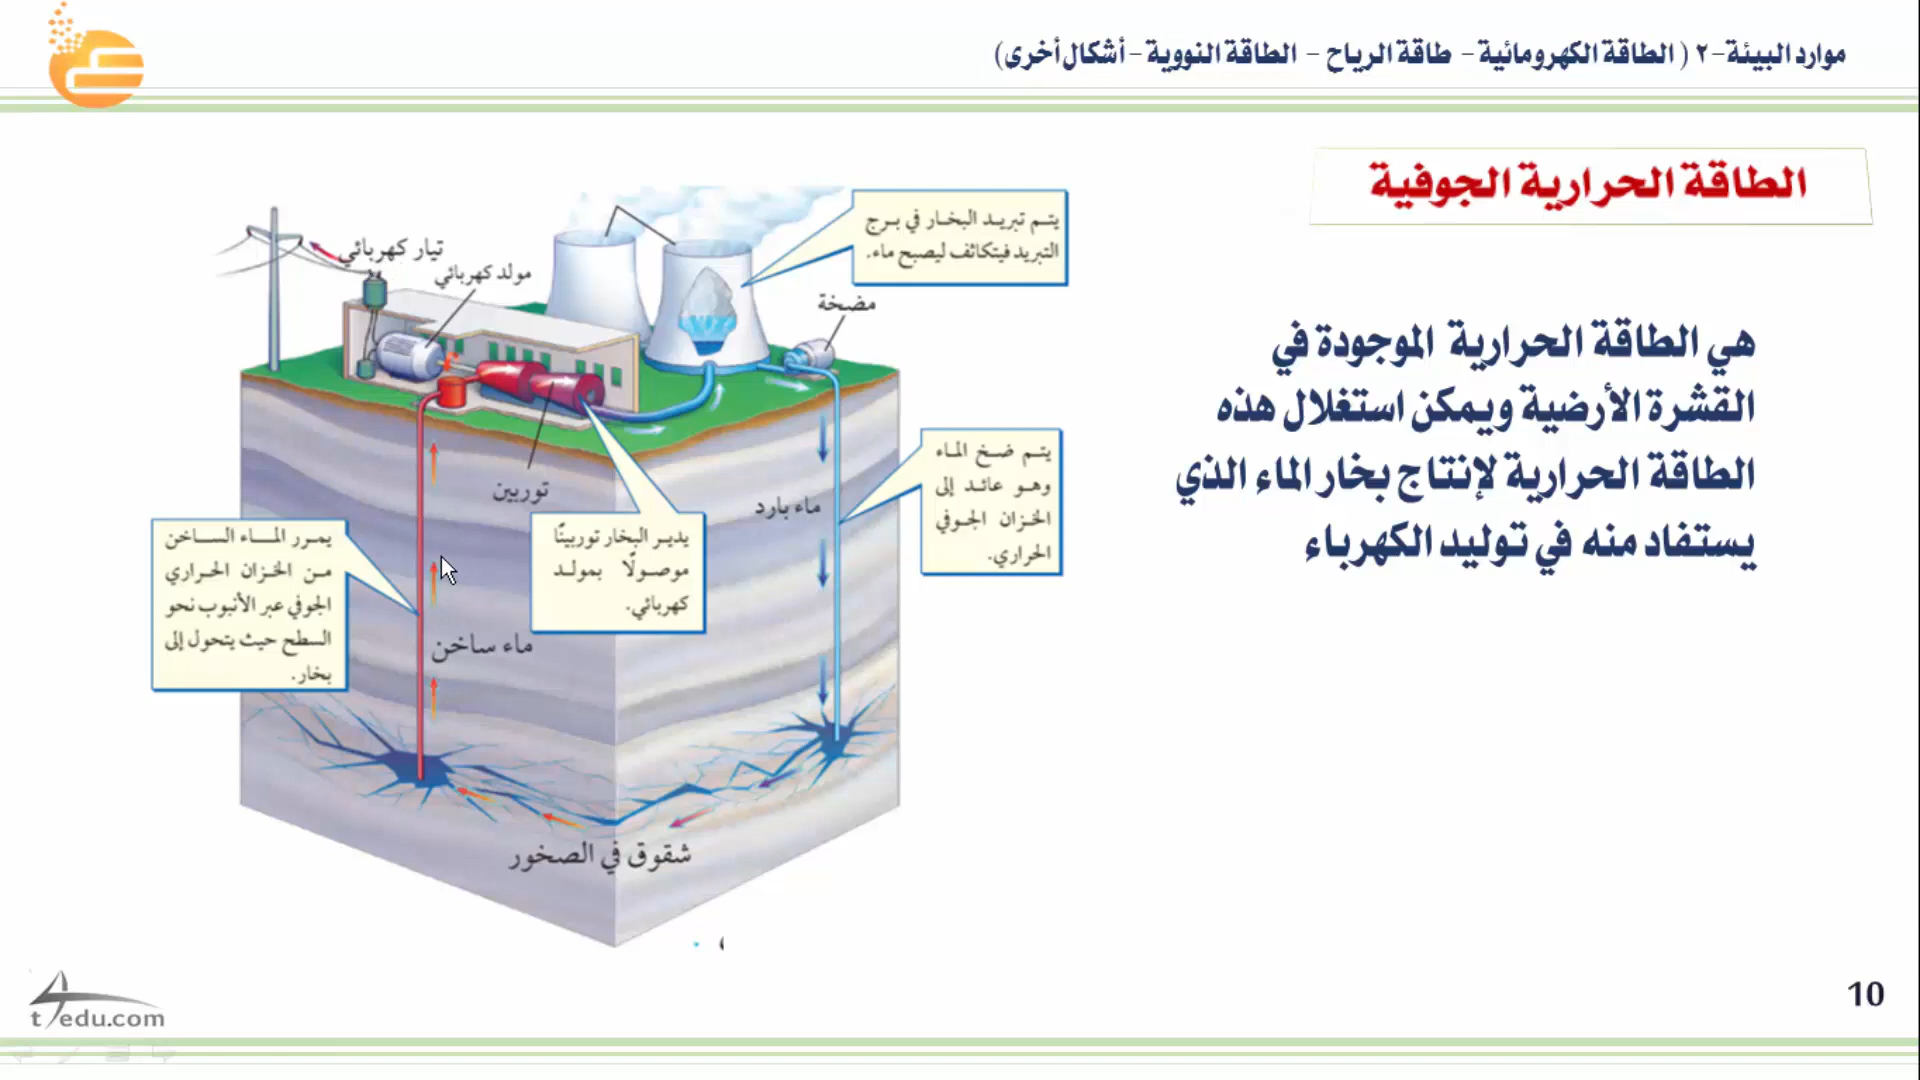 موارد البيئة-٢ ( الطاقة الكهرومائية- طاقة الرياح - الطاقة النووية - أشكال أخرى)
الطاقة الحرارية الجوفية
هي الطاقة الحرارية الموجودة في
القشرة الأرضية ويمكن استغلال هذه
الطاقة الحرارية لإنتاج بخار الماء الذي
يستفاد منه في توليد الكهرباء
يتم تبريد البخار في برج
التبريد فيتكاثف ليصبح ماء.
تيار كهربائي
مولد كهربائي
مضخة
يتم ضخ الماء
وهو عائد إلى
الخزان الجوفي
الحراري.
ماء بارد
توربين
يدير البخار توربينًا
موصولًا بمولد
كهربائي.
يمرر الماء الساخن
من الخزان الحراري
الجوفي عبر الأنبوب نحو
السطح حيث يتحول إلى
بخار.
ماء ساخن
شقوق في الصخور
t4edu.com
10